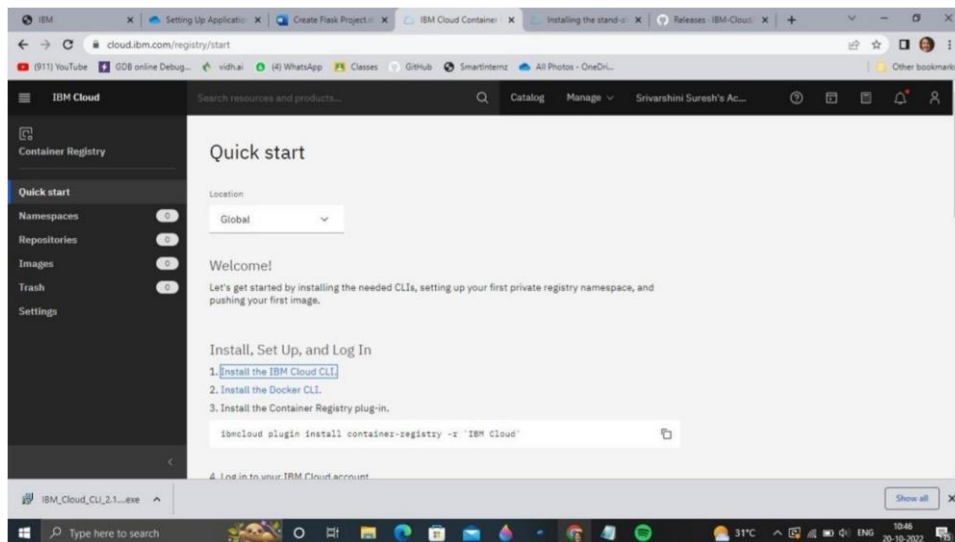 IBM
Setting Up Applicatio
Create Flask Project.
IBM Cloud Container
Installing the stand-a
Releases · IBM-Cloud
cloud.ibm.com/registry/start
(911) YouTube
GDB online Debug...
vidh.ai
(4) WhatsApp
Classes
GitHub
Smartinternz
All Photos - OneDri...
Other bookmarks
IBM Cloud
Search resources and products...
Catalog
Manage
Srivarshini Suresh's Ac...
Container Registry
Quick start
Namespaces 0
Repositories 0
Images 0
Trash 0
Settings
Quick start
Location
Global
Welcome!
Let's get started by installing the needed CLIs, setting up your first private registry namespace, and
pushing your first image.
Install, Set Up, and Log In
1. Install the IBM Cloud CLI.
2. Install the Docker CLI.
3. Install the Container Registry plug-in.
ibmcloud plugin install container-registry -r 'IBM Cloud'
4. Log in to your IBM Cloud account
IBM_Cloud_CLI_2.1....exe
Show all
Type here to search
31°C
ENG
10:46
20-10-2022